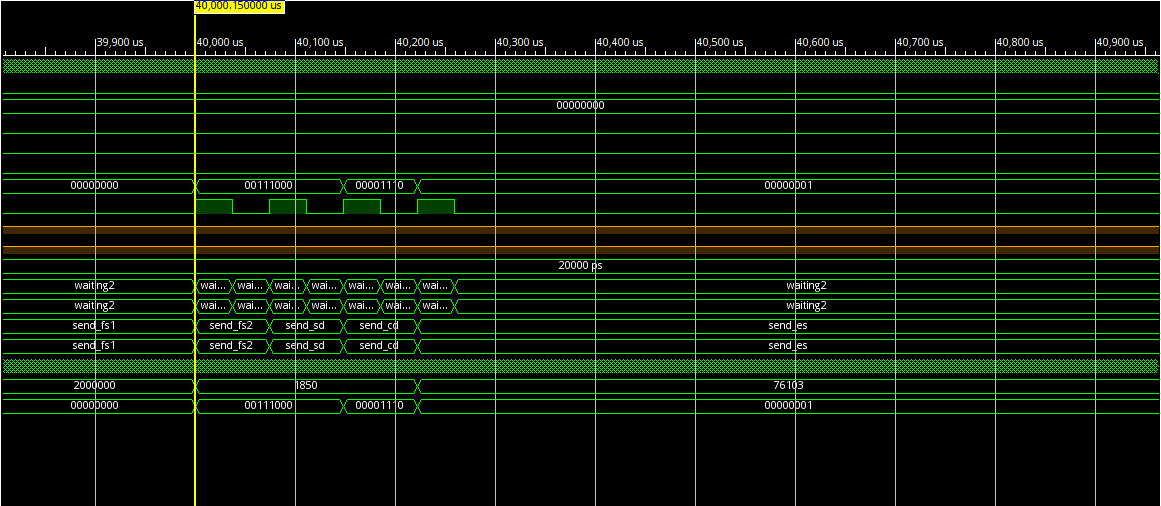 40,000.150000 us
39,900 us 40,000 us 40,100 us 40,200 us 40,300 us 40,400 us 40,500 us 40,600 us 40,700 us 40,800 us 40,900 us
00000000
00000000 00111000 00001110 00000001
20000 ps
waiting2 wai... wai... wai... wai... wai... wai... wai... waiting2
waiting2 wai... wai... wai... wai... wai... wai... wai... waiting2
send_fs1 send_fs2 send_sd send_cd send_es
send_fs1 send_fs2 send_sd send_cd send_es
2000000 1850 76103
00000000 00111000 00001110 00000001